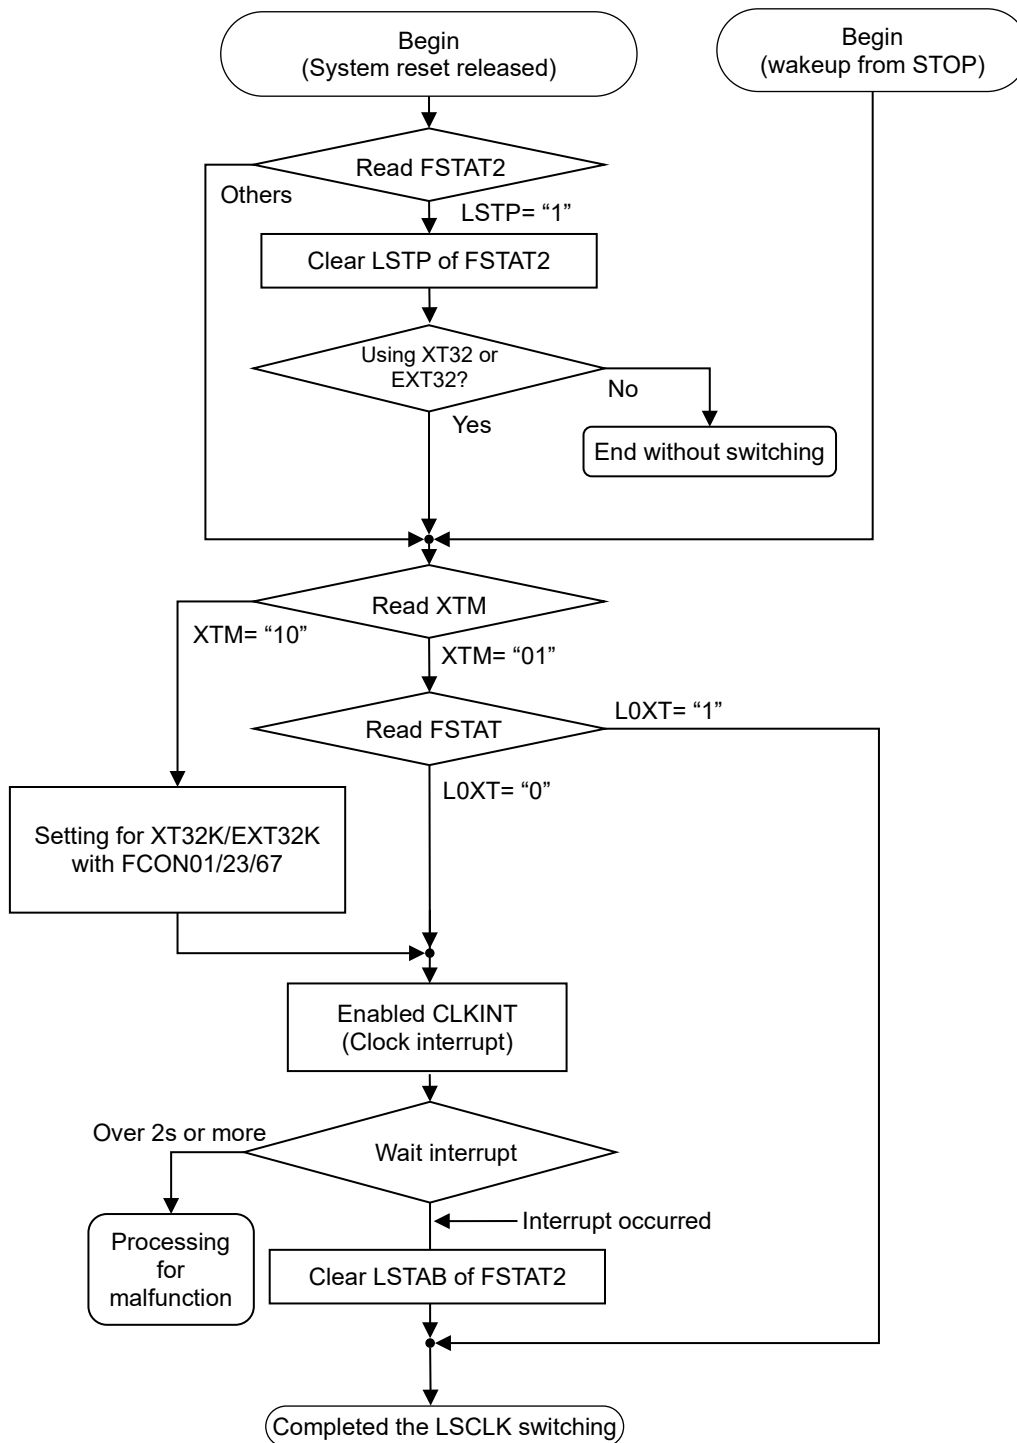 Begin
(System reset released)
Begin
(wakeup from STOP)
Read FSTAT2
Others
LSTP= “1”
Clear LSTP of FSTAT2
Using XT32 or
EXT32?
No
Yes
End without switching
Read XTM
XTM= “10”
XTM= “01”
L0XT= “1”
Read FSTAT
L0XT= “0”
Setting for XT32K/EXT32K
with FCON01/23/67
Enabled CLKINT
(Clock interrupt)
Over 2s or more
Wait interrupt
Interrupt occurred
Processing
for
malfunction
Clear LSTAB of FSTAT2
Completed the LSCLK switching